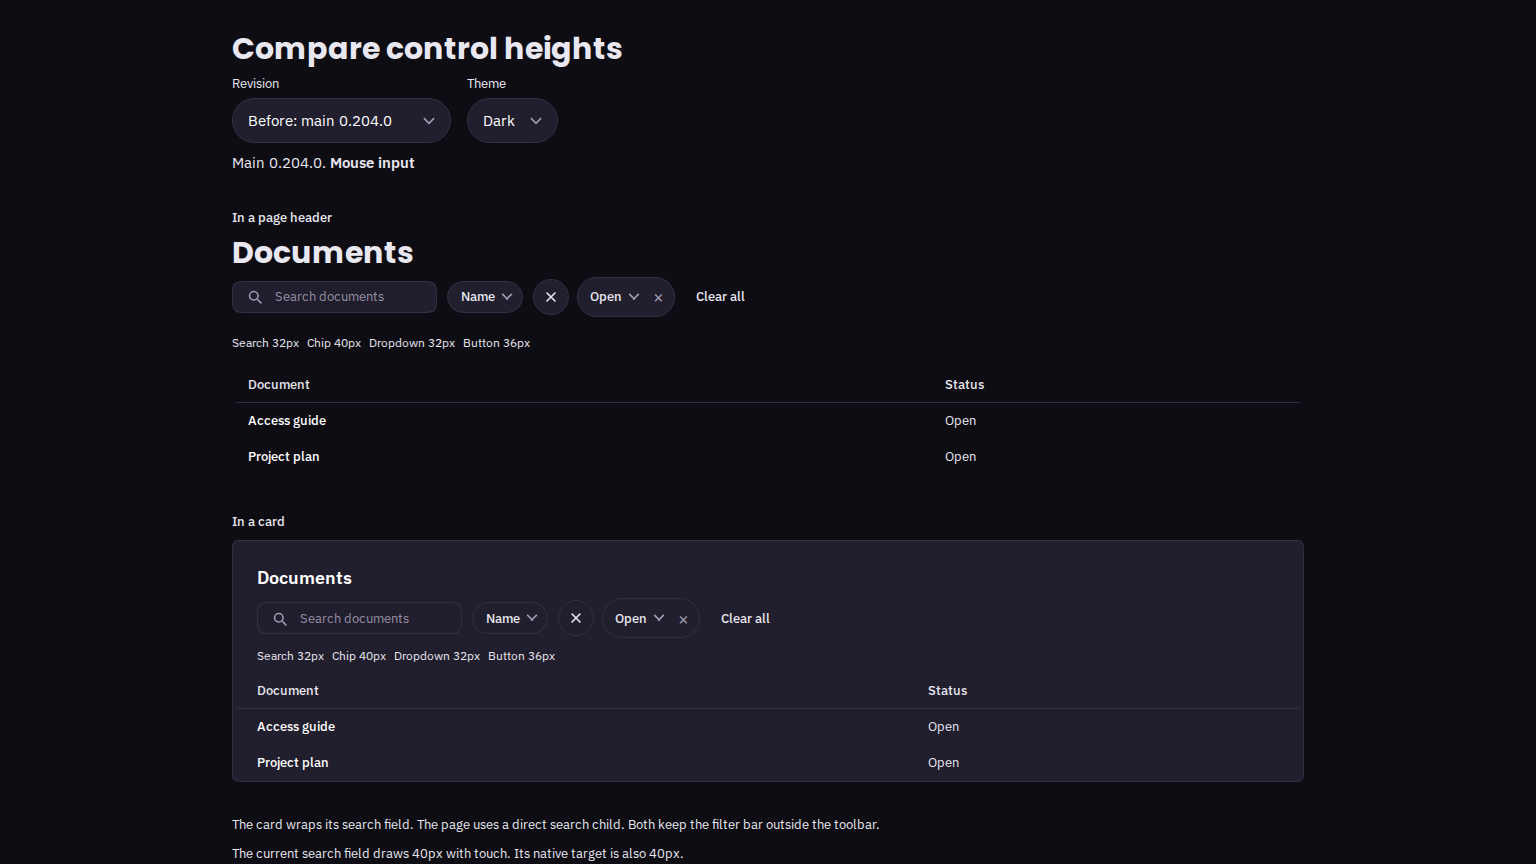 Compare control heights
Revision Theme
Before: main 0.204.0 Dark
Main 0.204.0. Mouse input
In a page header
Documents
Search documents Name Open Clear all
Search 32px Chip 40px Dropdown 32px Button 36px
Document Status
Access guide Open
Project plan Open
In a card
Documents
Search documents Name Open Clear all
Search 32px Chip 40px Dropdown 32px Button 36px
Document Status
Access guide Open
Project plan Open
The card wraps its search field. The page uses a direct search child. Both keep the filter bar outside the toolbar.
The current search field draws 40px with touch. Its native target is also 40px.